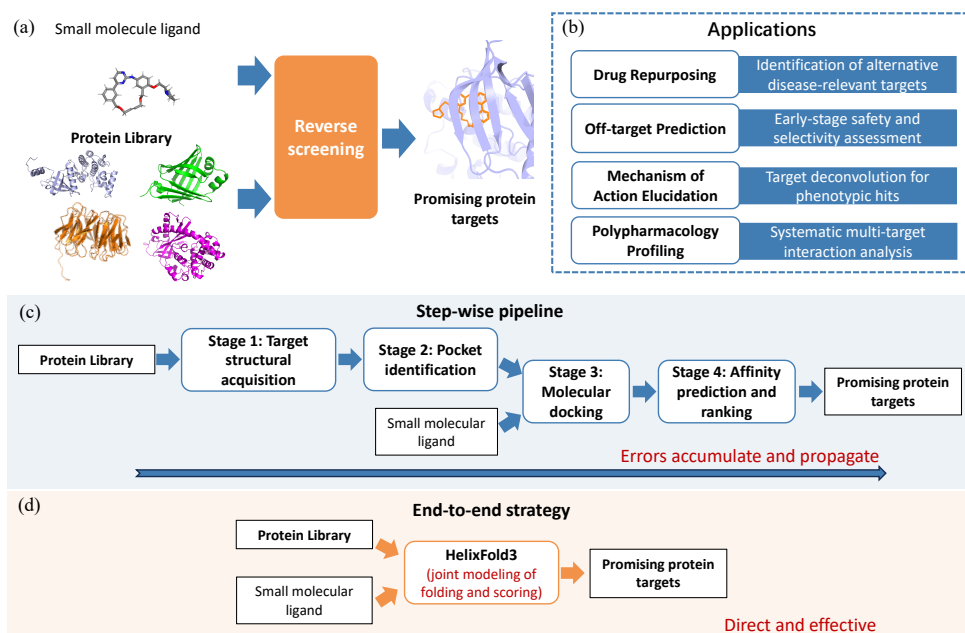 (a)
Small molecule ligand
Protein Library
Reverse
screening
Promising protein
targets
(b)
Applications
Drug Repurposing
Identification of alternative
disease-relevant targets
Off-target Prediction
Early-stage safety and
selectivity assessment
Mechanism of
Action Elucidation
Target deconvolution for
phenotypic hits
Polypharmacology
Profiling
Systematic multi-target
interaction analysis
(c)
Step-wise pipeline
Protein Library
Stage 1: Target
structural
acquisition
Stage 2: Pocket
identification
Small molecular
ligand
Stage 3:
Molecular
docking
Stage 4: Affinity
prediction and
ranking
Promising protein
targets
Errors accumulate and propagate
(d)
End-to-end strategy
Protein Library
Small molecular
ligand
HelixFold3
(joint modeling of
folding and scoring)
Promising protein
targets
Direct and effective